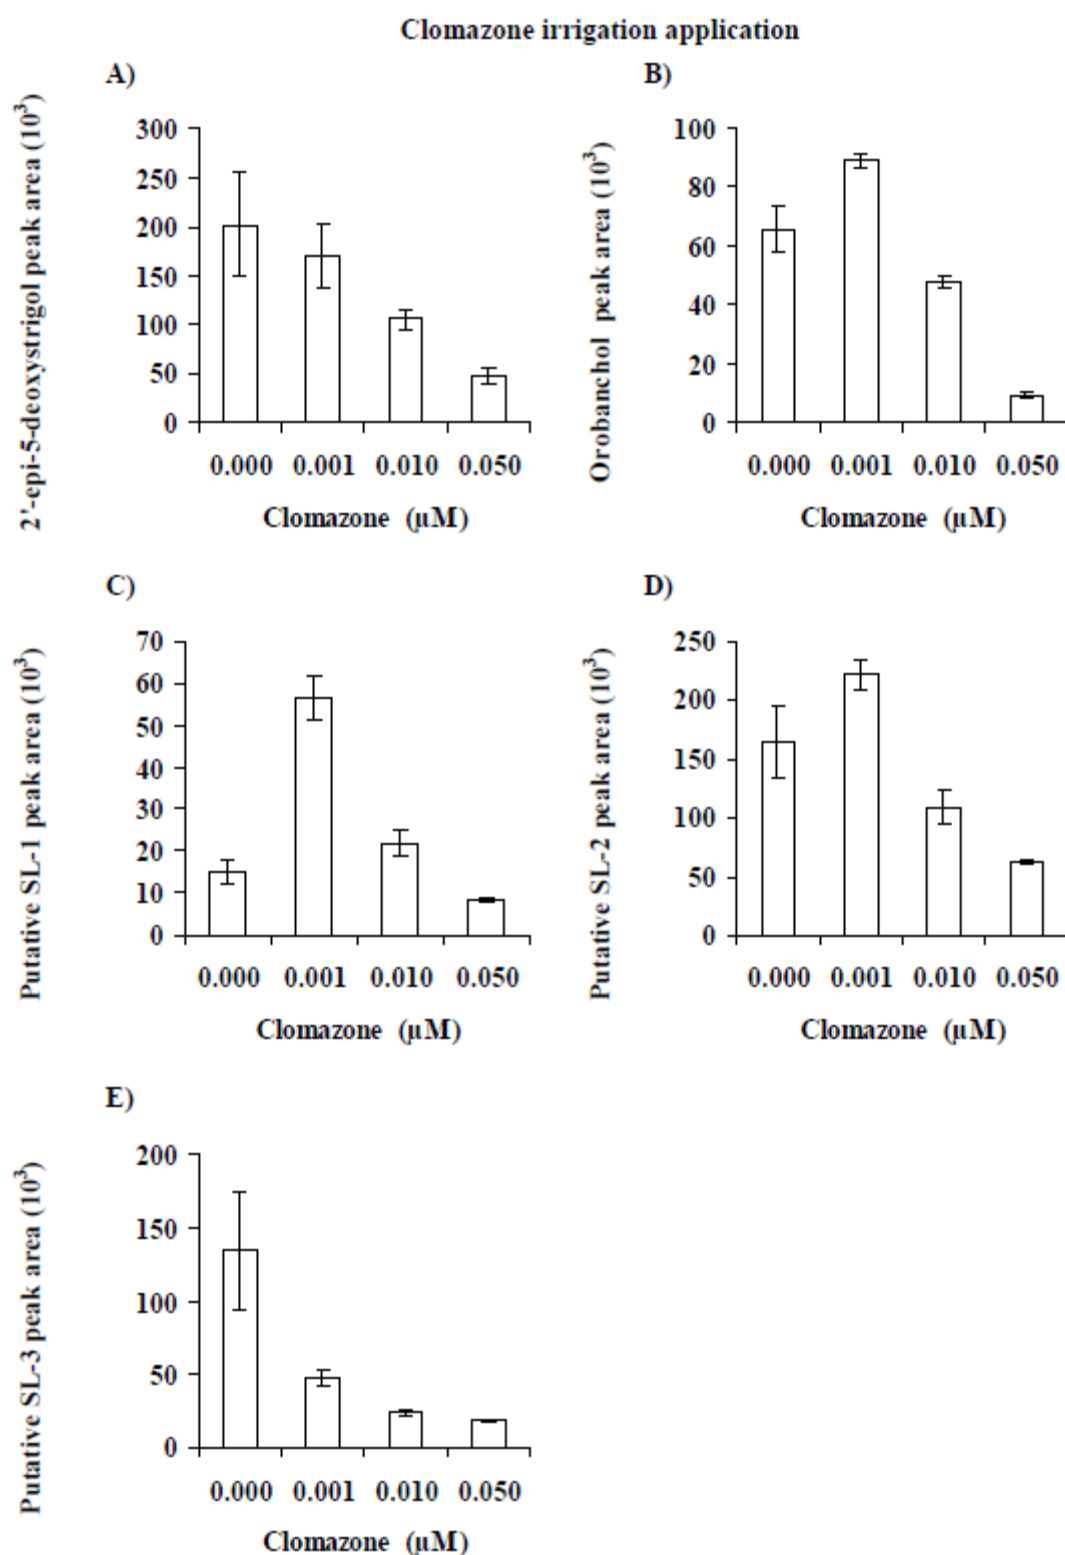 Clomazone irrigation application
A)
2'-epi-5-deoxystrigol peak area (10³)
300
250
200
150
100
50
0
0.000 0.001 0.010 0.050
Clomazone (µM)
B)
Orobanchol peak area (10³)
100
80
60
40
20
0
0.000 0.001 0.010 0.050
Clomazone (µM)
C)
Putative SL-1 peak area (10³)
70
60
50
40
30
20
10
0
0.000 0.001 0.010 0.050
Clomazone (µM)
D)
Putative SL-2 peak area (10³)
250
200
150
100
50
0
0.000 0.001 0.010 0.050
Clomazone (µM)
E)
Putative SL-3 peak area (10³)
200
150
100
50
0
0.000 0.001 0.010 0.050
Clomazone (µM)